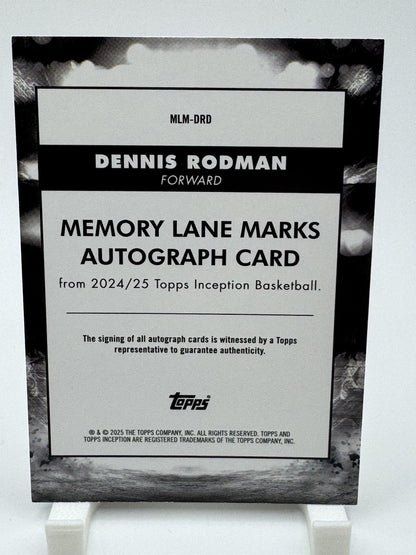 MLM-DRD
DENNIS RODMAN
FORWARD
MEMORY LANE MARKS
AUTOGRAPH CARD
from 2024/25 Topps Inception Basketball.
The signing of all autograph cards is witnessed by a Topps
representative to guarantee authenticity.
Topps
® & © 2025 THE TOPPS COMPANY, INC. ALL RIGHTS RESERVED. TOPPS AND
TOPPS INCEPTION ARE REGISTERED TRADEMARKS OF THE TOPPS COMPANY, INC.